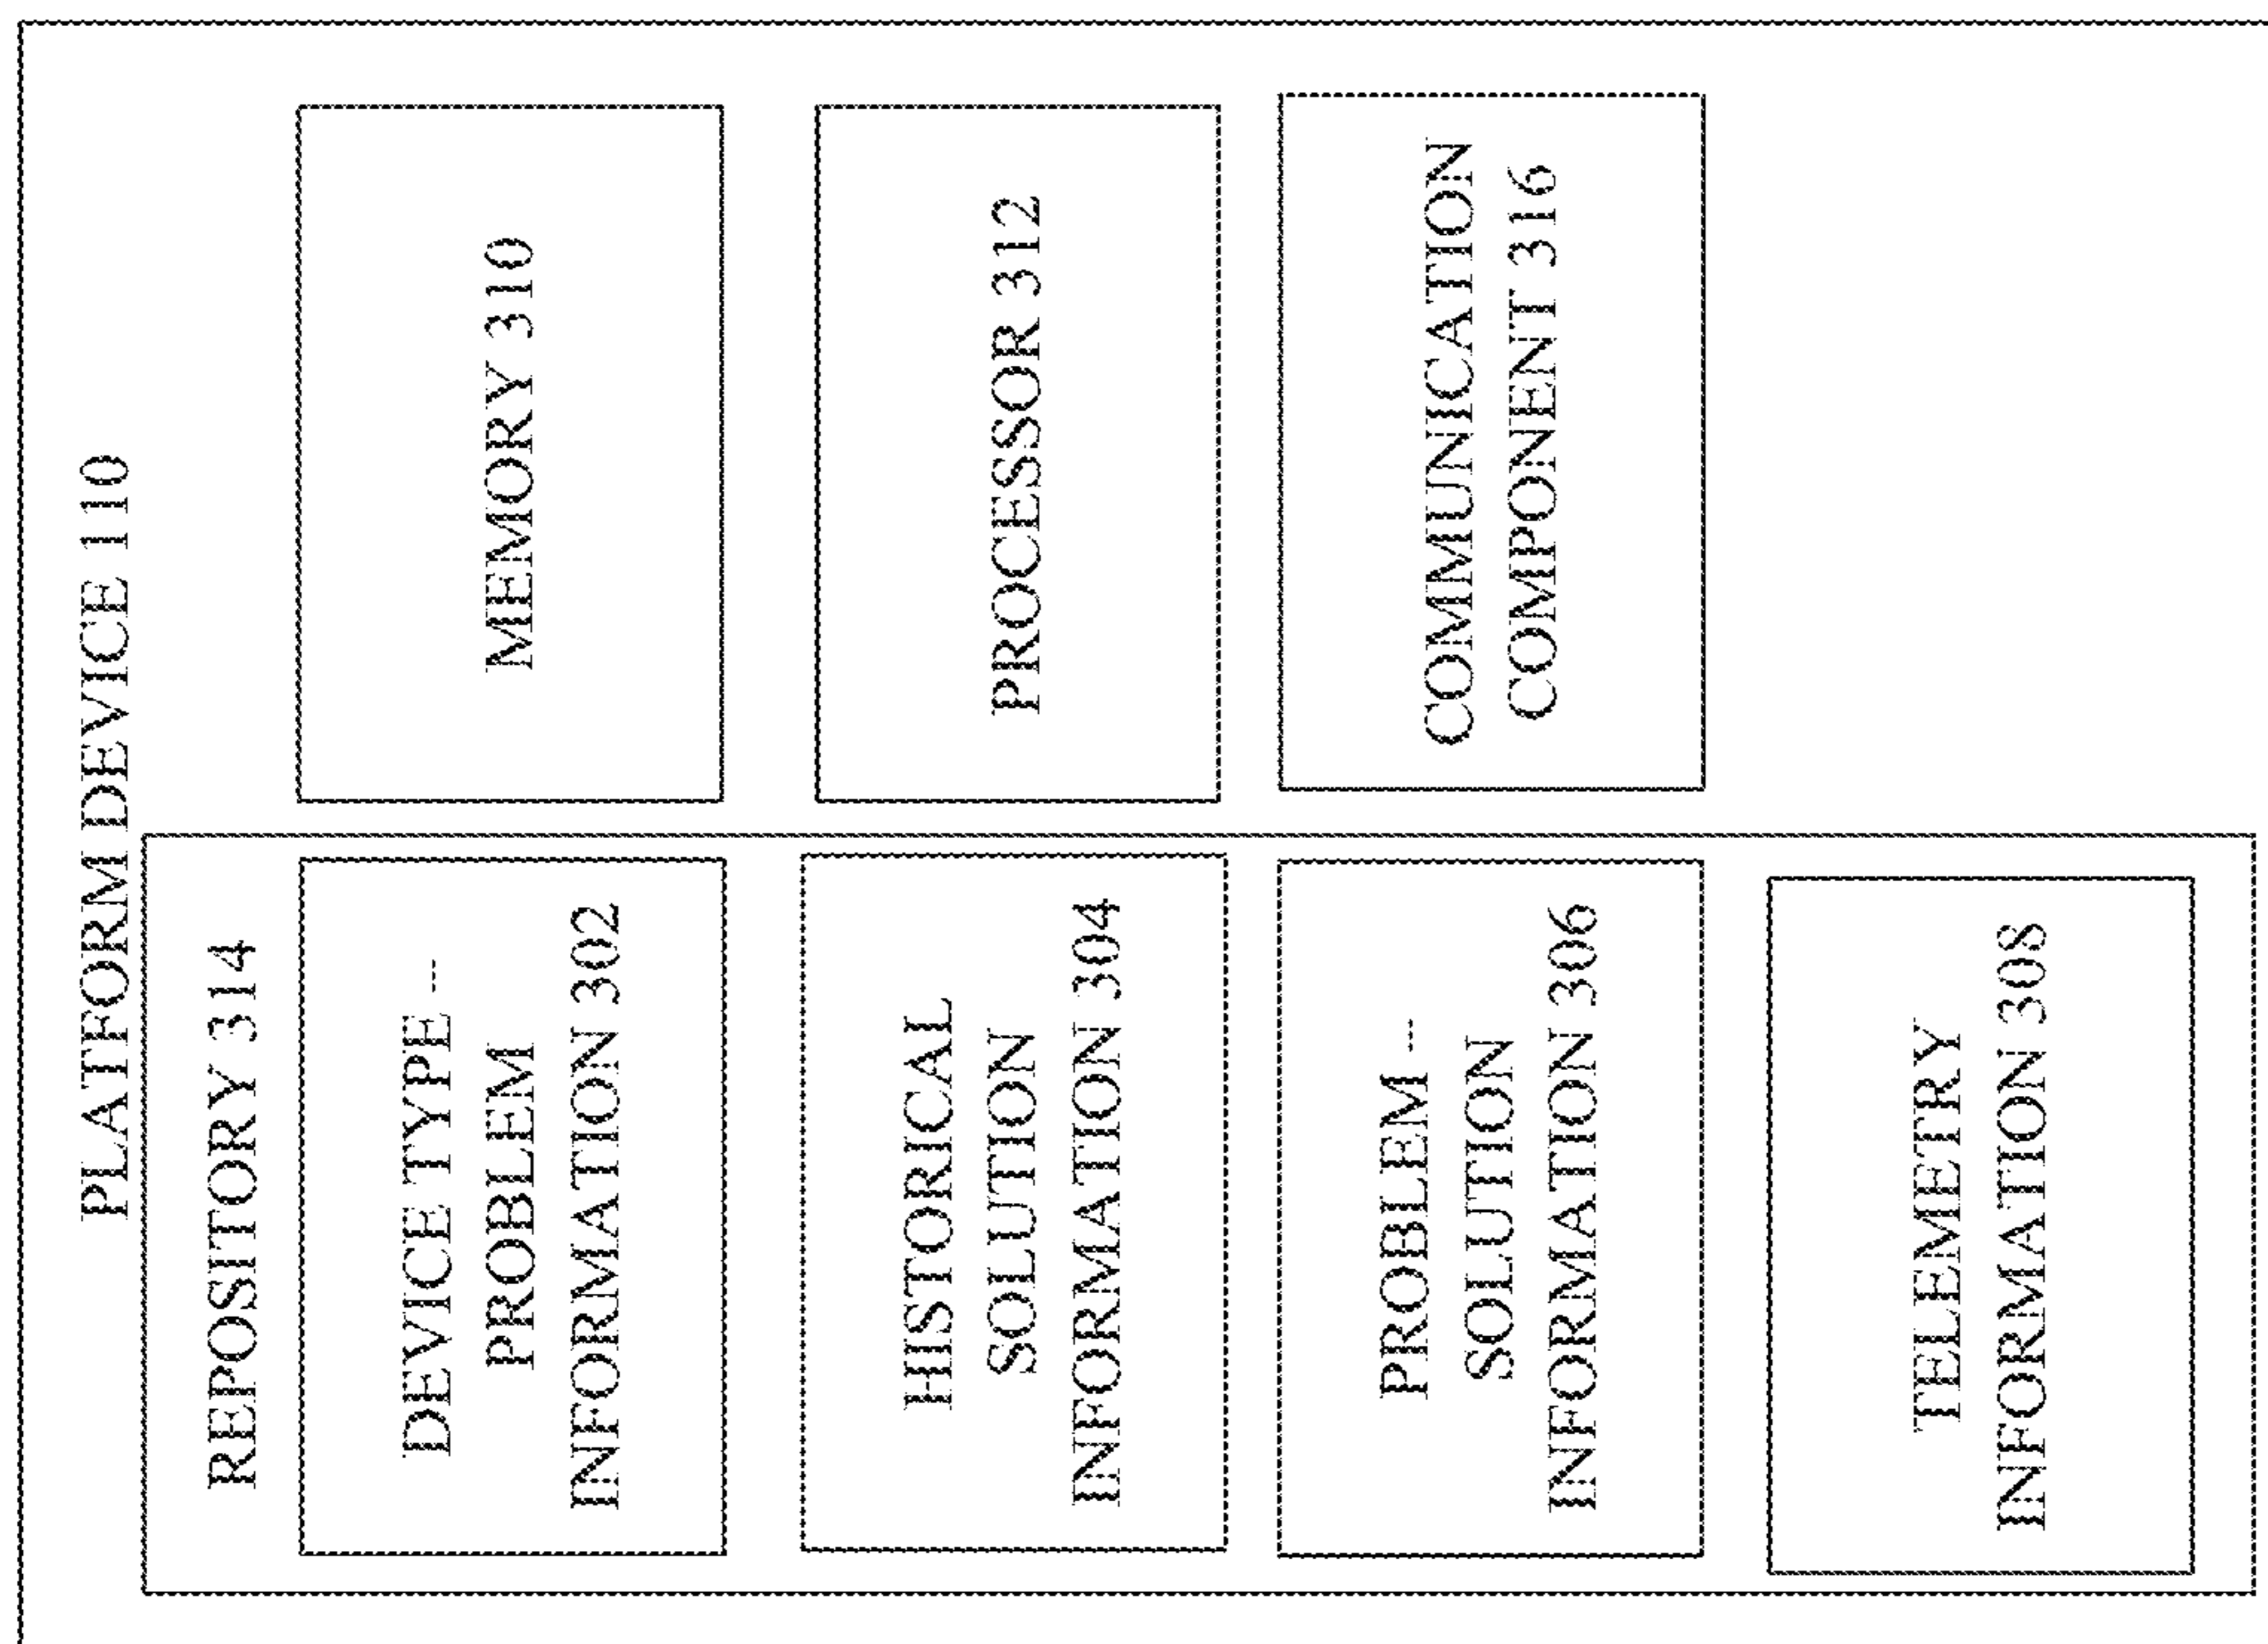 PLATFORM DEVICE 110
REPOSITORY 314
DEVICE TYPE --
PROBLEM
INFORMATION 302
HISTORICAL
SOLUTION
INFORMATION 304
PROBLEM --
SOLUTION
INFORMATION 306
TELEMETRY
INFORMATION 308
MEMORY 310
PROCESSOR 312
COMMUNICATION
COMPONENT 316